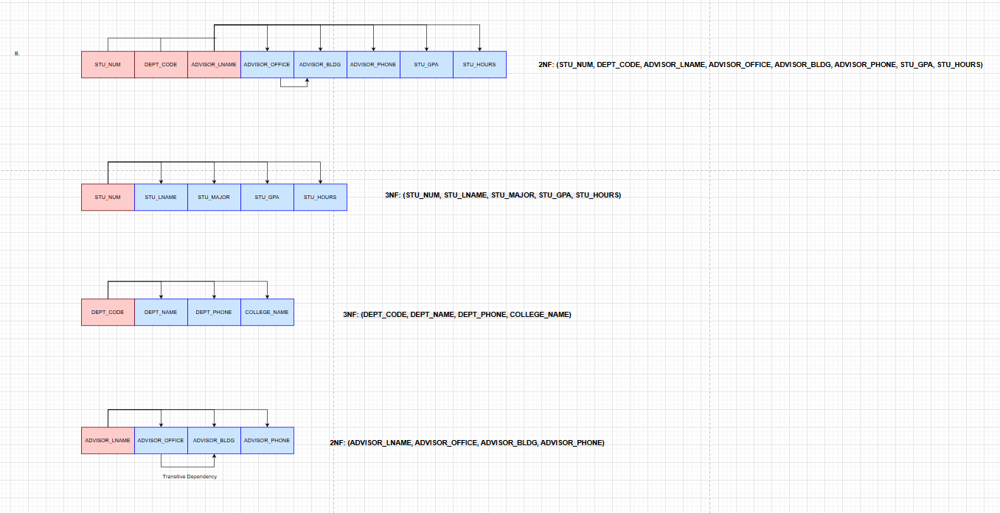 B.
STU_NUM DEPT_CODE ADVISOR_LNAME ADVISOR_OFFICE ADVISOR_BLDG ADVISOR_PHONE STU_GPA STU_HOURS 2NF: (STU_NUM, DEPT_CODE, ADVISOR_LNAME, ADVISOR_OFFICE, ADVISOR_BLDG, ADVISOR_PHONE, STU_GPA, STU_HOURS)
STU_NUM STU_LNAME STU_MAJOR STU_GPA STU_HOURS 3NF: (STU_NUM, STU_LNAME, STU_MAJOR, STU_GPA, STU_HOURS)
DEPT_CODE DEPT_NAME DEPT_PHONE COLLEGE_NAME 3NF: (DEPT_CODE, DEPT_NAME, DEPT_PHONE, COLLEGE_NAME)
ADVISOR_LNAME ADVISOR_OFFICE ADVISOR_BLDG ADVISOR_PHONE 2NF: (ADVISOR_LNAME, ADVISOR_OFFICE, ADVISOR_BLDG, ADVISOR_PHONE)
Transitive Dependency